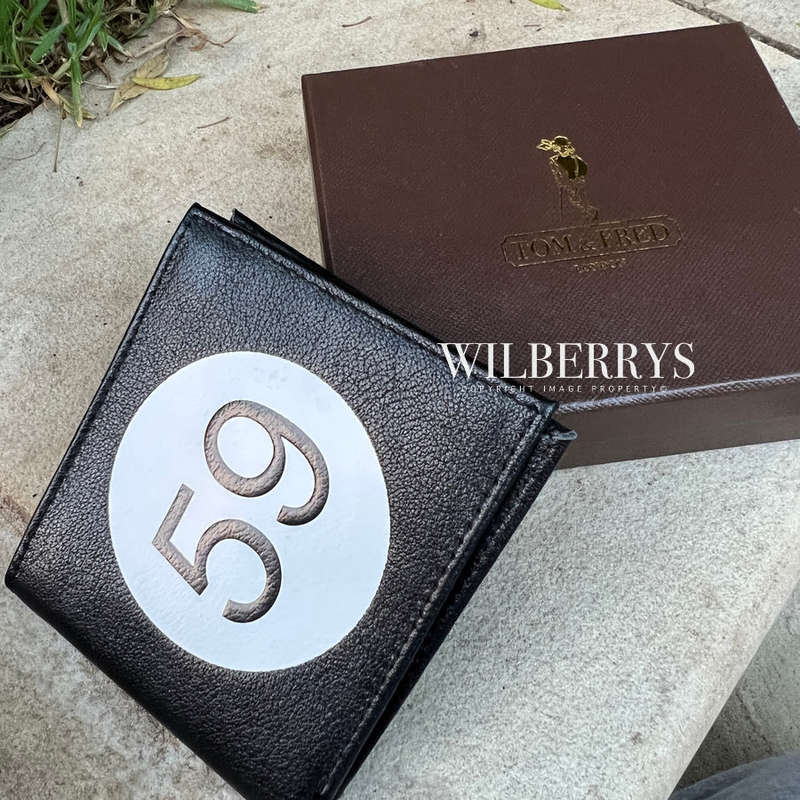 TOM & FRED
LONDON
WILBERRYS
COPYRIGHT IMAGE PROPERTY©
59